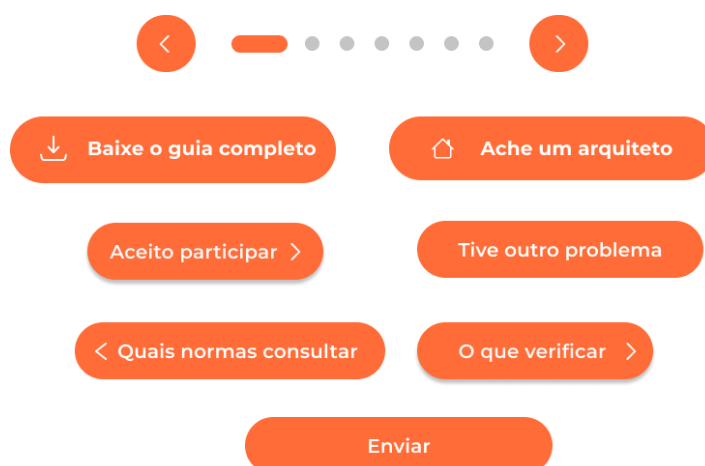 Baixe o guia completo
Ache um arquiteto
Aceito participar
Tive outro problema
Quais normas consultar
O que verificar
Enviar